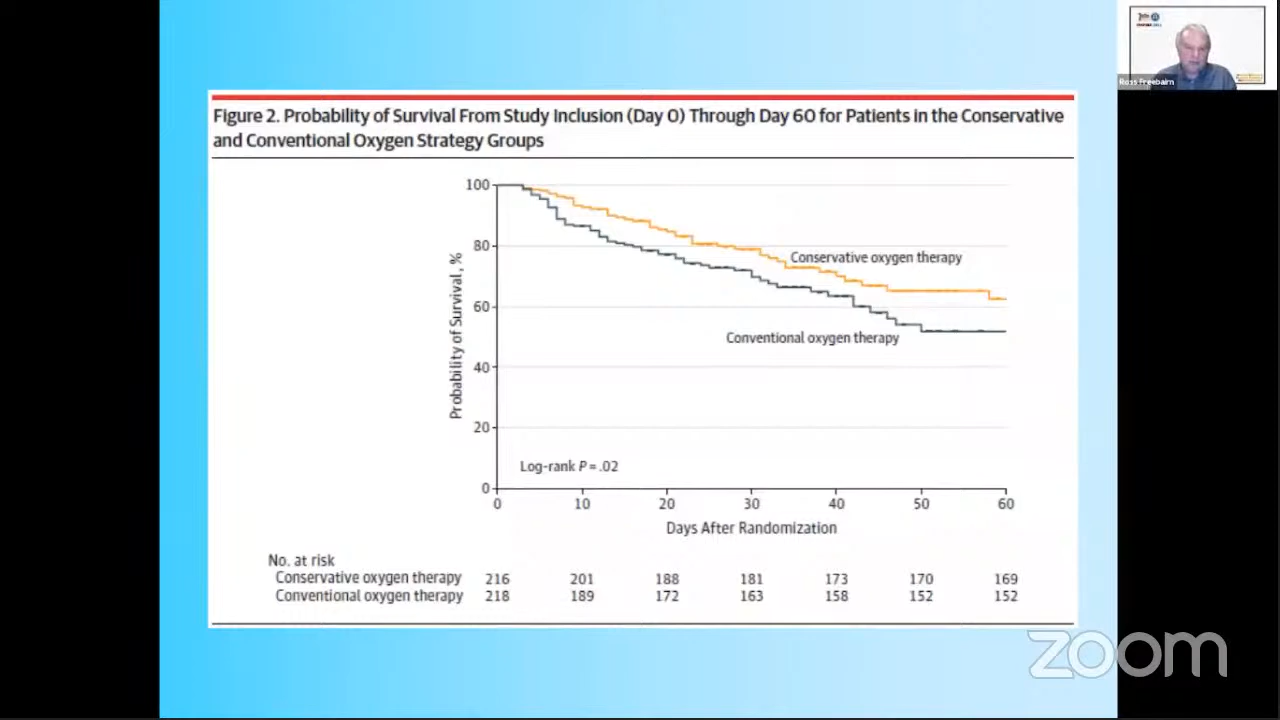 Ross Freebairn
Figure 2. Probability of Survival From Study Inclusion (Day 0) Through Day 60 for Patients in the Conservative
and Conventional Oxygen Strategy Groups
Probability of Survival, %
100
80
60
40
20
0
Conservative oxygen therapy
Conventional oxygen therapy
Log-rank P = .02
0 10 20 30 40 50 60
Days After Randomization
No. at risk
Conservative oxygen therapy 216 201 188 181 173 170 169
Conventional oxygen therapy 218 189 172 163 158 152 152
zoom